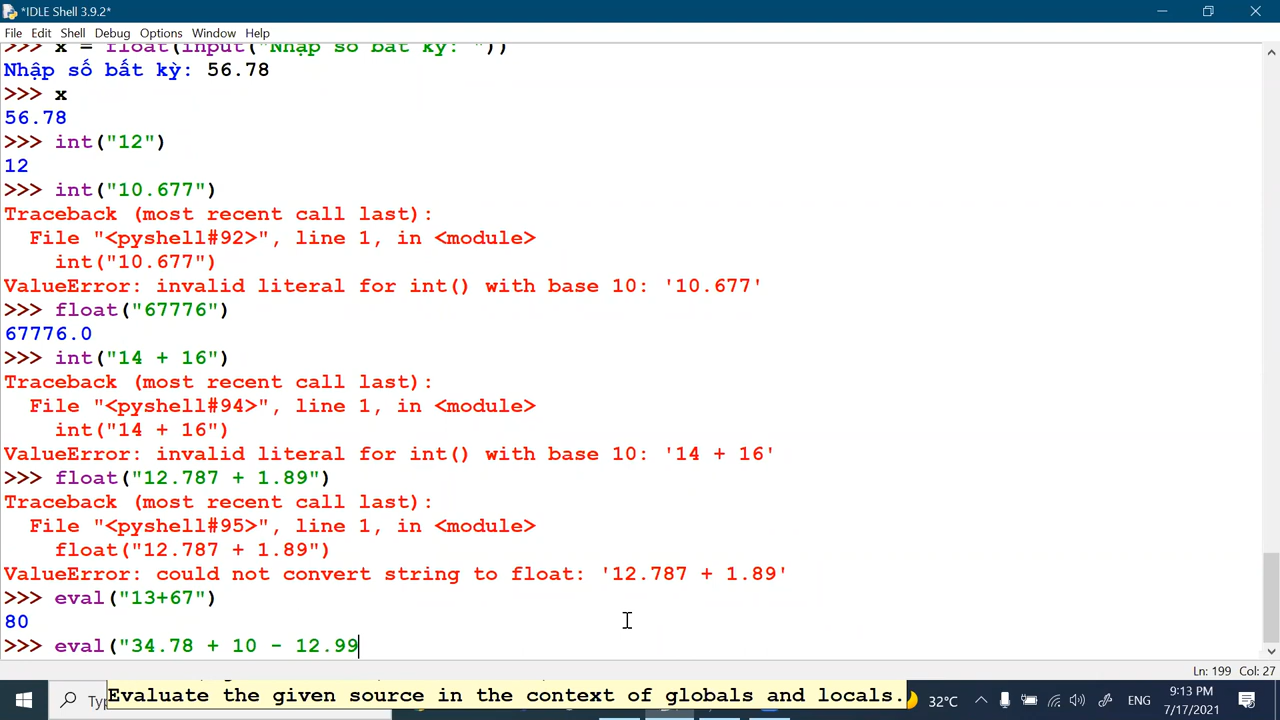 *IDLE Shell 3.9.2*
File Edit Shell Debug Options Window Help
>>> x = float(input("Nhập số bất kỳ: "))
Nhập số bất kỳ: 56.78
>>> x
56.78
>>> int("12")
12
>>> int("10.677")
Traceback (most recent call last):
  File "<pyshell#92>", line 1, in <module>
    int("10.677")
ValueError: invalid literal for int() with base 10: '10.677'
>>> float("67776")
67776.0
>>> int("14 + 16")
Traceback (most recent call last):
  File "<pyshell#94>", line 1, in <module>
    int("14 + 16")
ValueError: invalid literal for int() with base 10: '14 + 16'
>>> float("12.787 + 1.89")
Traceback (most recent call last):
  File "<pyshell#95>", line 1, in <module>
    float("12.787 + 1.89")
ValueError: could not convert string to float: '12.787 + 1.89'
>>> eval("13+67")
80
>>> eval("34.78 + 10 - 12.99
Ln: 199 Col: 27
Evaluate the given source in the context of globals and locals.
32°C
ENG
9:13 PM
7/17/2021